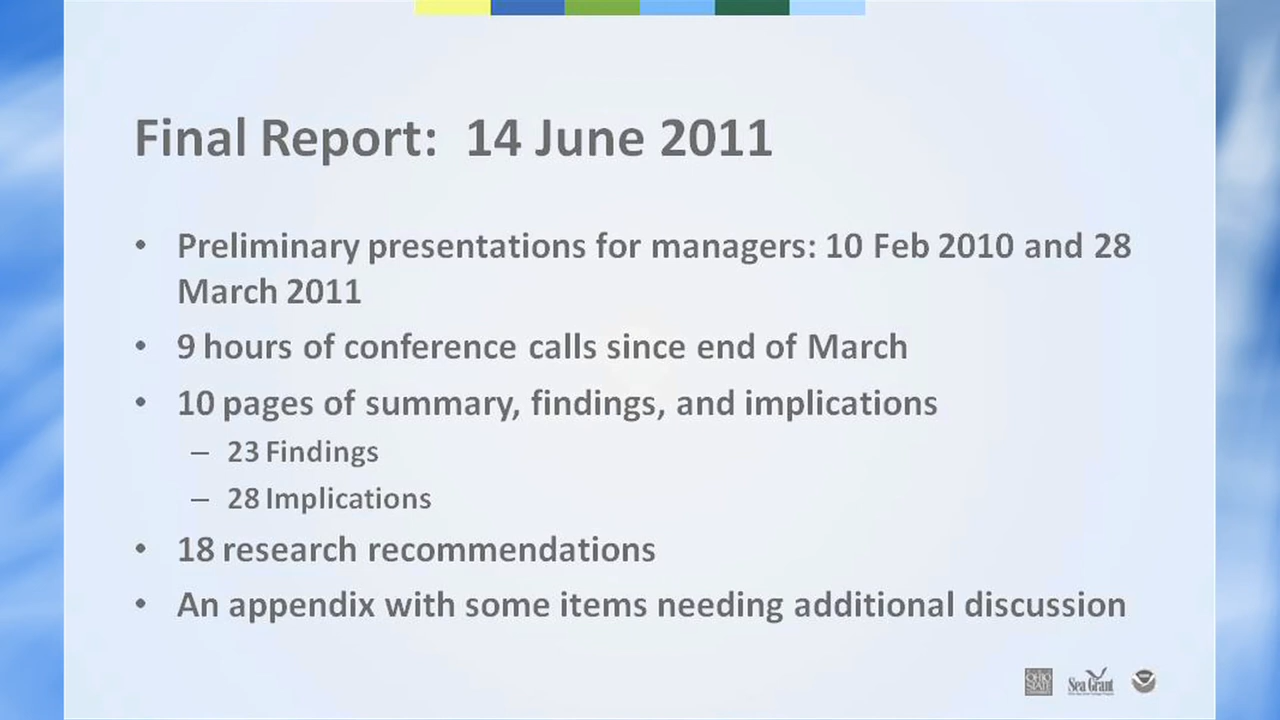 Final Report: 14 June 2011
• Preliminary presentations for managers: 10 Feb 2010 and 28
March 2011
• 9 hours of conference calls since end of March
• 10 pages of summary, findings, and implications
– 23 Findings
– 28 Implications
• 18 research recommendations
• An appendix with some items needing additional discussion
OHIO
STATE
Sea Grant